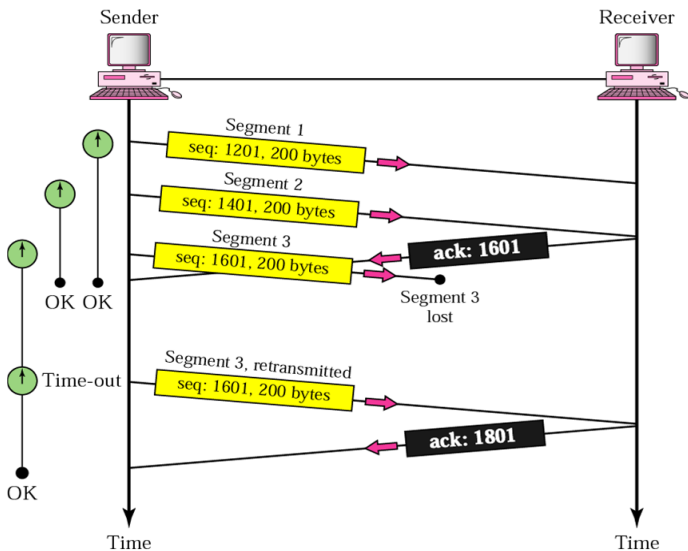 Sender
Receiver
Segment 1
seq: 1201, 200 bytes
Segment 2
seq: 1401, 200 bytes
Segment 3
seq: 1601, 200 bytes
ack: 1601
OK OK
Segment 3
lost
Segment 3, retransmitted
Time-out
seq: 1601, 200 bytes
ack: 1801
OK
Time
Time